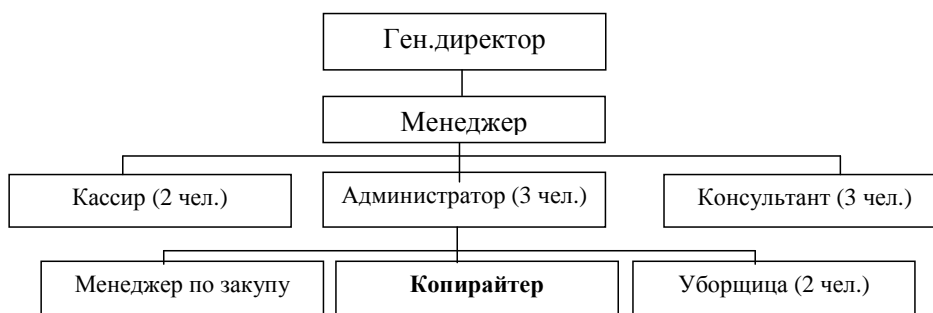 Ген.директор
Менеджер
Кассир (2 чел.)
Администратор (3 чел.)
Консультант (3 чел.)
Менеджер по закупу
Копирайтер
Уборщица (2 чел.)